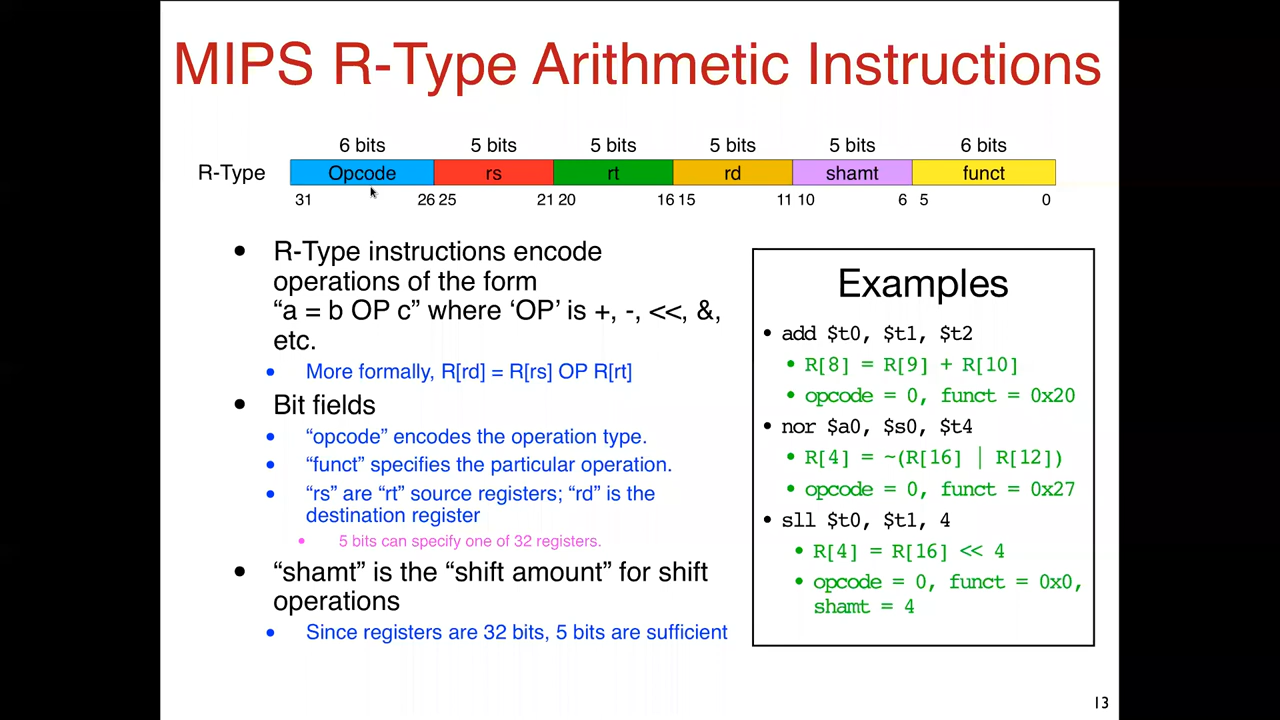 MIPS R-Type Arithmetic Instructions
6 bits 5 bits 5 bits 5 bits 5 bits 6 bits
R-Type Opcode rs rt rd shamt funct
31 26 25 21 20 16 15 11 10 6 5 0
• R-Type instructions encode
operations of the form
“a = b OP c” where ‘OP’ is +, -, <<, &,
etc.
• More formally, R[rd] = R[rs] OP R[rt]
• Bit fields
• “opcode” encodes the operation type.
• “funct” specifies the particular operation.
• “rs” are “rt” source registers; “rd” is the
destination register
• 5 bits can specify one of 32 registers.
• “shamt” is the “shift amount” for shift
operations
• Since registers are 32 bits, 5 bits are sufficient
Examples
• add $t0, $t1, $t2
• R[8] = R[9] + R[10]
• opcode = 0, funct = 0x20
• nor $a0, $s0, $t4
• R[4] = ~(R[16] | R[12])
• opcode = 0, funct = 0x27
• sll $t0, $t1, 4
• R[4] = R[16] << 4
• opcode = 0, funct = 0x0,
shamt = 4
13